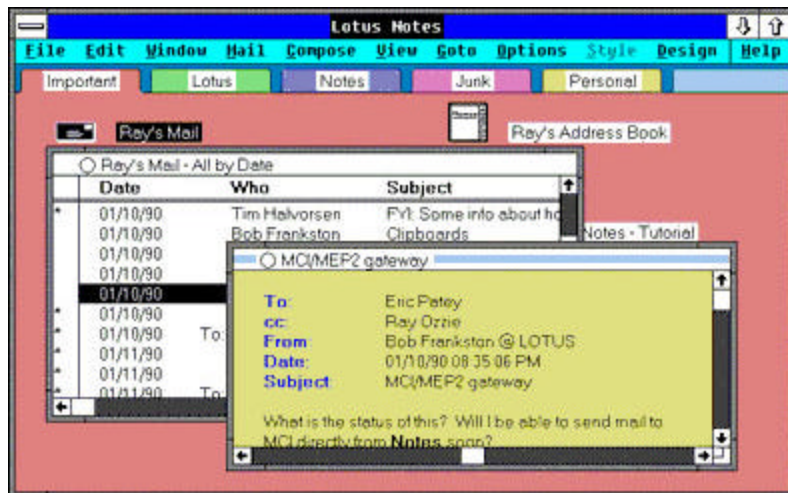 Lotus Notes
File Edit Window Mail Compose View Goto Options Style Design Help
Important Lotus Notes Junk Personal
Ray's Mail Ray's Address Book
Ray's Mail - All by Date
Date Who Subject
* 01/10/90 Tim Halvorsen FYI: Some info about ho
01/10/90 Bob Frankston Clipboards
Notes - Tutorial
01/10/90
01/10/90
01/10/90
* 01/10/90
* 01/10/90 To:
* 01/11/90
* 01/11/90
* 01/11/90 To:
MCI/MEP2 gateway
To: Eric Patey
cc: Ray Ozzie
From: Bob Frankston @ LOTUS
Date: 01/10/90 08:35:06 PM
Subject: MCI/MEP2 gateway
What is the status of this? Will I be able to send mail to
MCI directly from Notes soon?